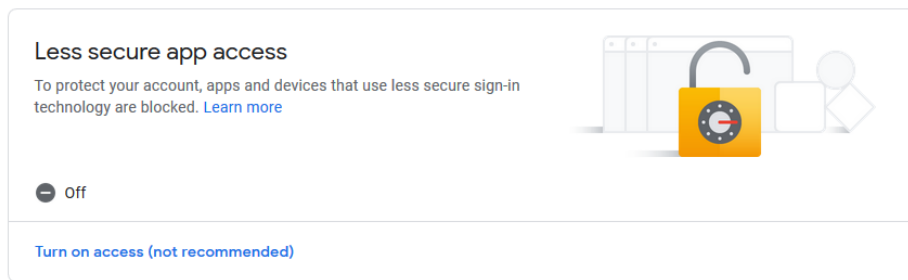 Less secure app access
To protect your account, apps and devices that use less secure sign-in
technology are blocked. Learn more
Off
Turn on access (not recommended)